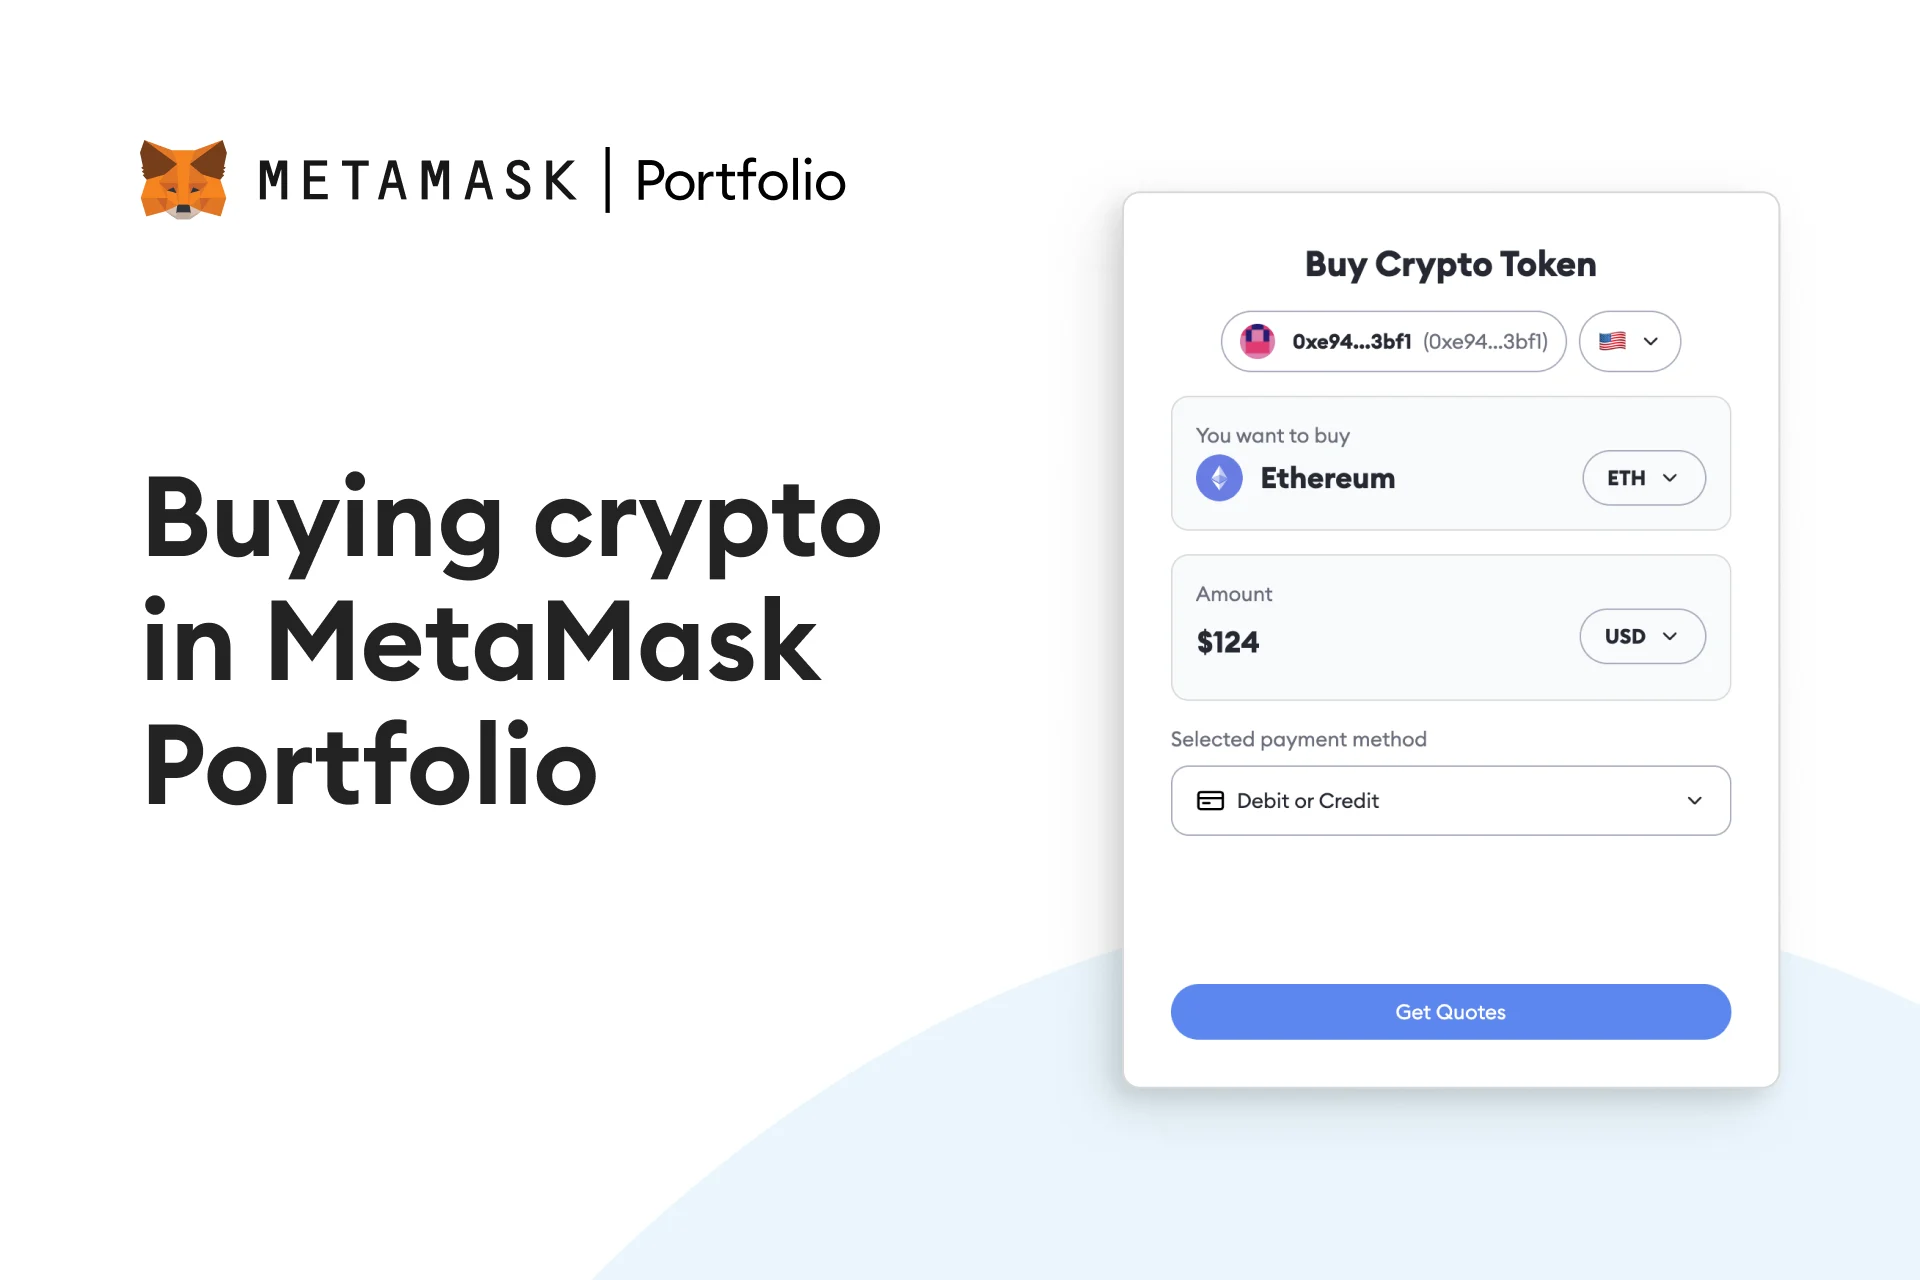 METAMASK | Portfolio
Buying crypto
in MetaMask
Portfolio
Buy Crypto Token
0xe94...3bf1 (0xe94...3bf1)
You want to buy
Ethereum
ETH
Amount
$124
USD
Selected payment method
Debit or Credit
Get Quotes